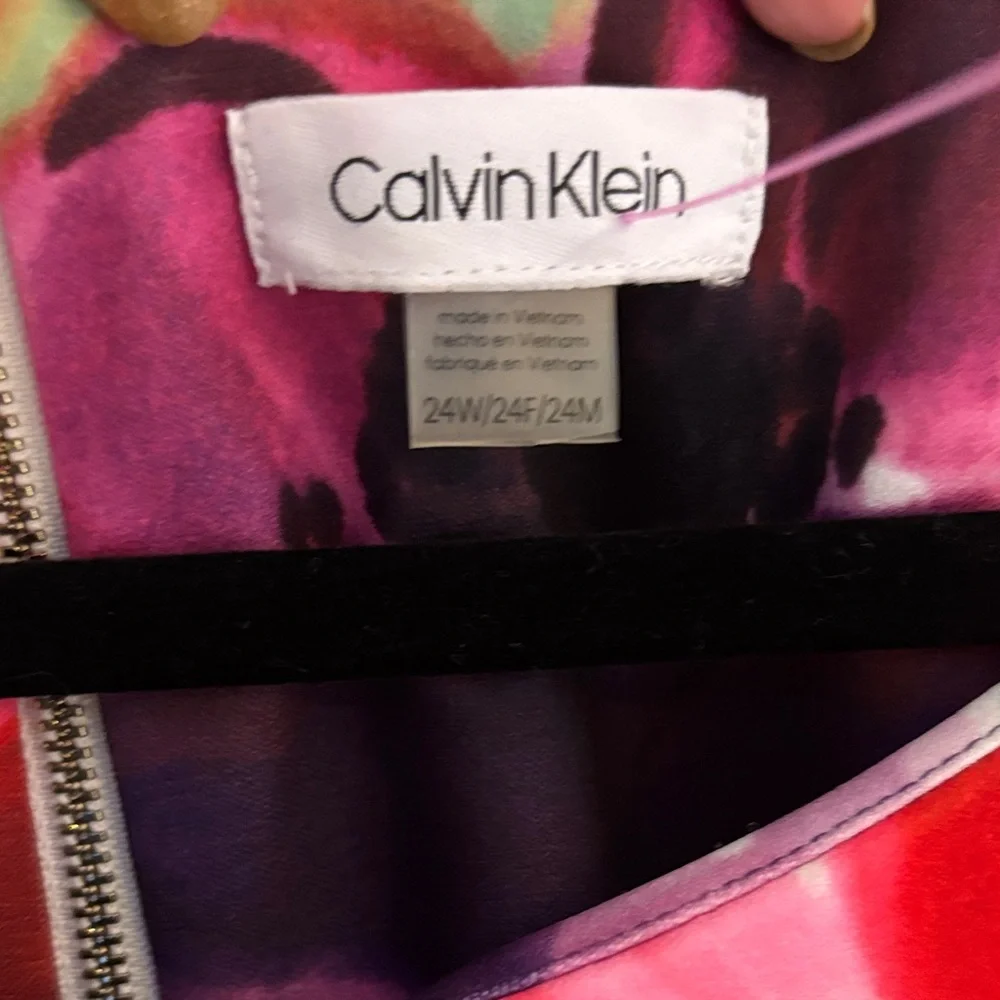 Calvin Klein
made in Vietnam
hecho en Vietnam
fabriqué en Vietnam
24W/24F/24M